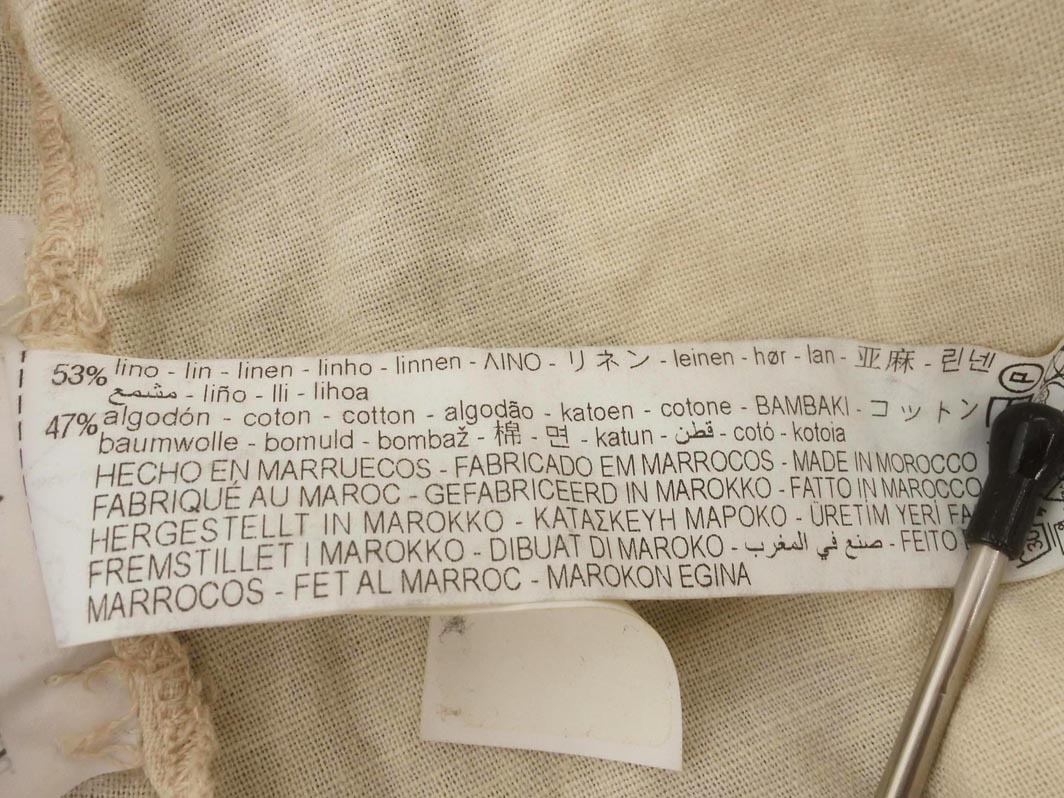 53% lino - lin - linen - linho - linnen - ΛΙΝΟ - リネン - leinen - hør - lan - 亚麻 - 린넨
مشمع - liño - lli - lihoa
47% algodón - coton - cotton - algodão - katoen - cotone - BAMBAKI - コットン
baumwolle - bomuld - bombaž - 棉 - 면 - katun - قطن - cotó - kotoia
HECHO EN MARRUECOS - FABRICADO EM MARROCOS - MADE IN MOROCCO
FABRIQUÉ AU MAROC - GEFABRICEERD IN MAROKKO - FATTO IN MAROCCO
HERGESTELLT IN MAROKKO - ΚΑΤΑΣΚΕΥΗ ΜΑΡΟΚΟ - ÜRETIM YERİ
FREMSTILLET I MAROKKO - DIBUAT DI MAROKO - صنع في المغرب - FEITO
MARROCOS - FET AL MARROC - MAROKON EGINA
P
30